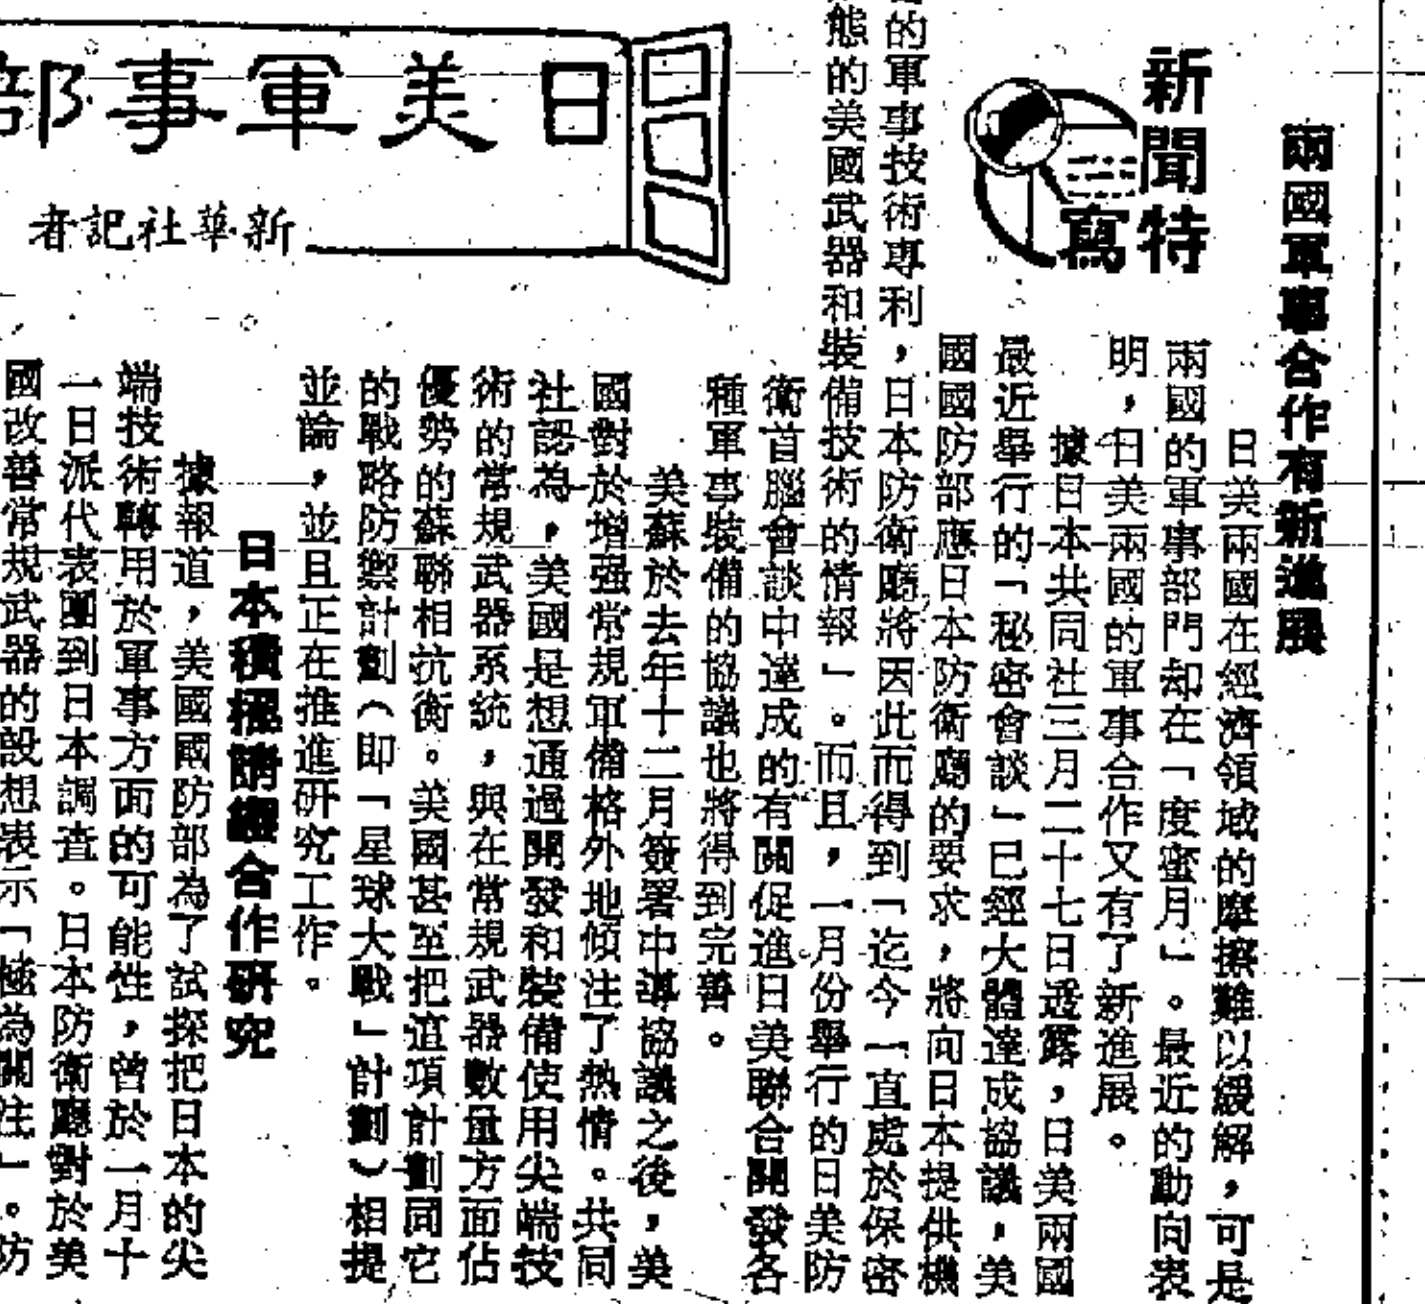 兩國軍事合作有新進展
新聞特寫
日美軍事部
新華社記者
日美兩國在經濟領域的摩擦難以緩解,可是
兩國的軍事部門却在「度蜜月」。最近的動向表
明,日美兩國的軍事合作又有了新進展。
據日本共同社三月二十七日透露,日美兩國
最近舉行的「秘密會談」已經大體達成協議,美
國國防部應日本防衛廳的要求,將向日本提供機
的軍事技術專利,日本防衛廳將因此而得到「迄今一直處於保密
態的美國武器和裝備技術的情報」。而且,一月份舉行的日美防
衛首腦會談中達成的有關促進日美聯合開發各
種軍事裝備的協議也將得到完善。
美蘇於去年十二月簽署中導協議之後,美
國對於增强常規軍備格外地傾注了熱情。共同
社認為,美國是想通過開發和裝備使用尖端技
術的常規武器系統,與在常規武器數量方面佔
優勢的蘇聯相抗衡。美國甚至把這項計劃同它
的戰略防禦計劃(即「星球大戰」計劃)相提
並論,並且正在推進研究工作。
日本積極請纓合作研究
據報道,美國國防部為了試探把日本的尖
端技術轉用於軍事方面的可能性,曾於一月十
一日派代表團到日本調查。日本防衛廳對於美
國改善常規武器的設想表示「極為關注」。防